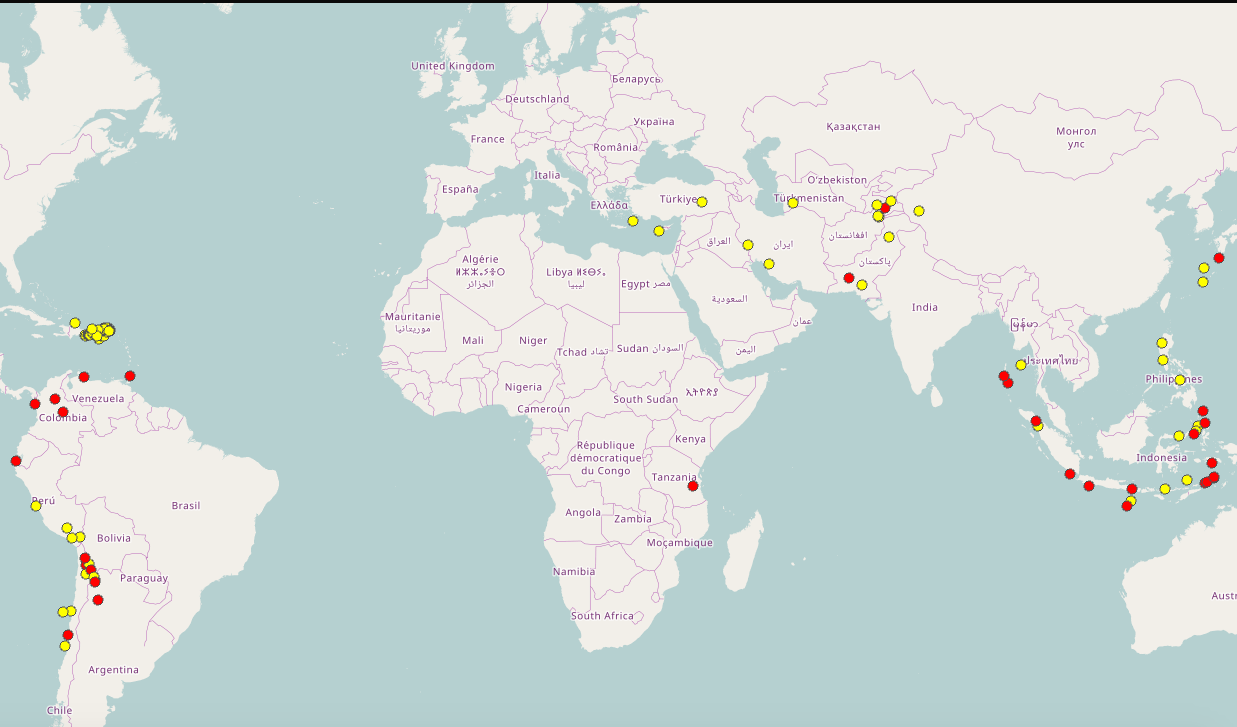 United Kingdom
Беларусь
Deutschland
Україна
Қазақстан
Монгол
улс
France
România
Italia
O'zbekiston
España
Ελλάδα
Türkiye
Türkmenistan
العراق
ایران
افغانستان
پاکستان
Algérie
ⵍⵣⵣⴰⵢⴻⵔ
الجزائر
Libya ⵍⵉⴱⵢⴰ
ليبيا
Egypt مصر
السعودية
India
မြန်မာ
Mauritanie
موريتانيا
عمان
Mali
Niger
Tchad تشاد
Sudan السودان
اليمن
ประเทศไทย
Philippines
Nigeria
South Sudan
ኢትዮጵያ
Venezuela
Cameroun
Colombia
Kenya
République
démocratique
du Congo
Indonesia
Tanzania
Perú
Brasil
Angola
Zambia
Bolivia
Moçambique
Namibia
Paraguay
South Africa
Austr
Argentina
Chile